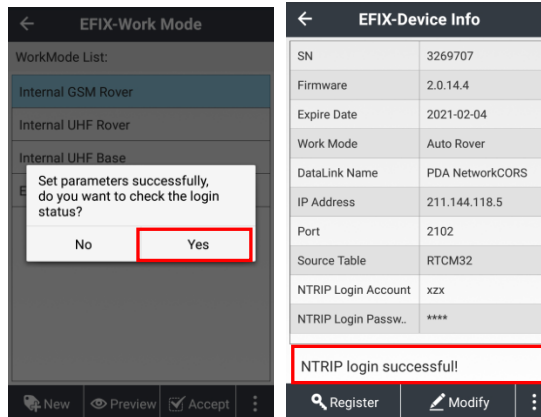 EFIX-Work Mode
WorkMode List:
Internal GSM Rover
Internal UHF Rover
Internal UHF Base
E
Set parameters successfully,
do you want to check the login
status?
No Yes
New Preview Accept
EFIX-Device Info
SN 3269707
Firmware 2.0.14.4
Expire Date 2021-02-04
Work Mode Auto Rover
DataLink Name PDA NetworkCORS
IP Address 211.144.118.5
Port 2102
Source Table RTCM32
NTRIP Login Account xzx
NTRIP Login Passw.. ****
NTRIP login successful!
Register Modify